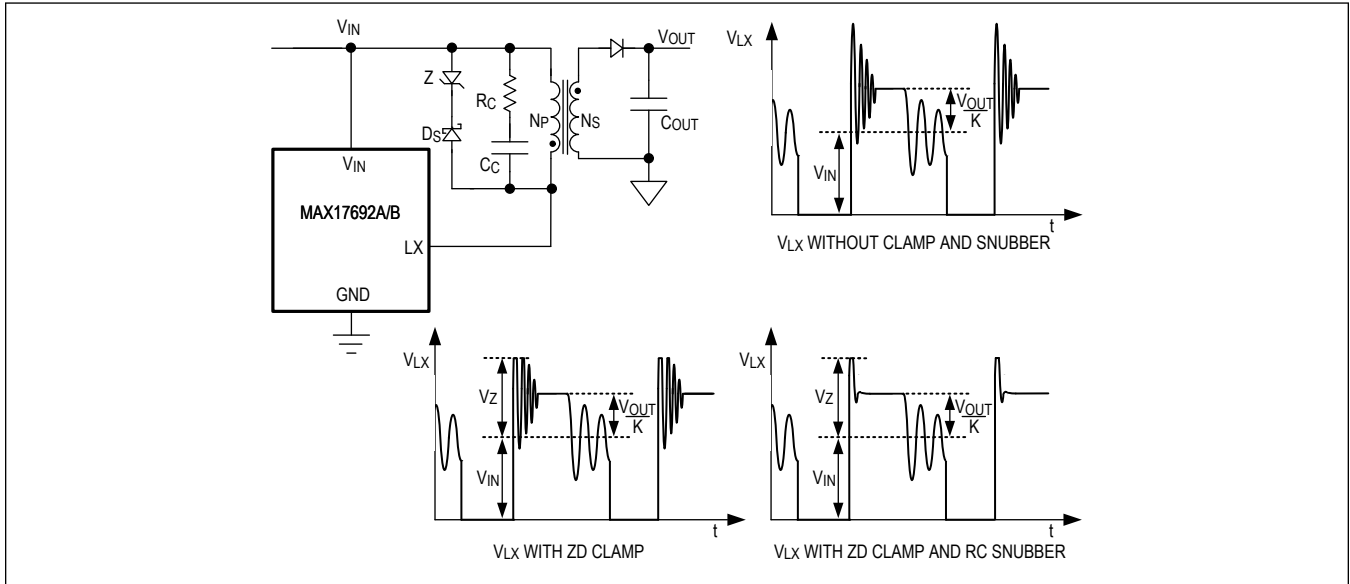 VIN
VOUT
Z
RC
NP
NS
COUT
DS
CC
VIN
MAX17692A/B
LX
GND
VLX
VOUT
K
VIN
t
VLX WITHOUT CLAMP AND SNUBBER
VLX
VZ
VOUT
K
VIN
t
VLX WITH ZD CLAMP
VLX
VZ
VOUT
K
VIN
t
VLX WITH ZD CLAMP AND RC SNUBBER